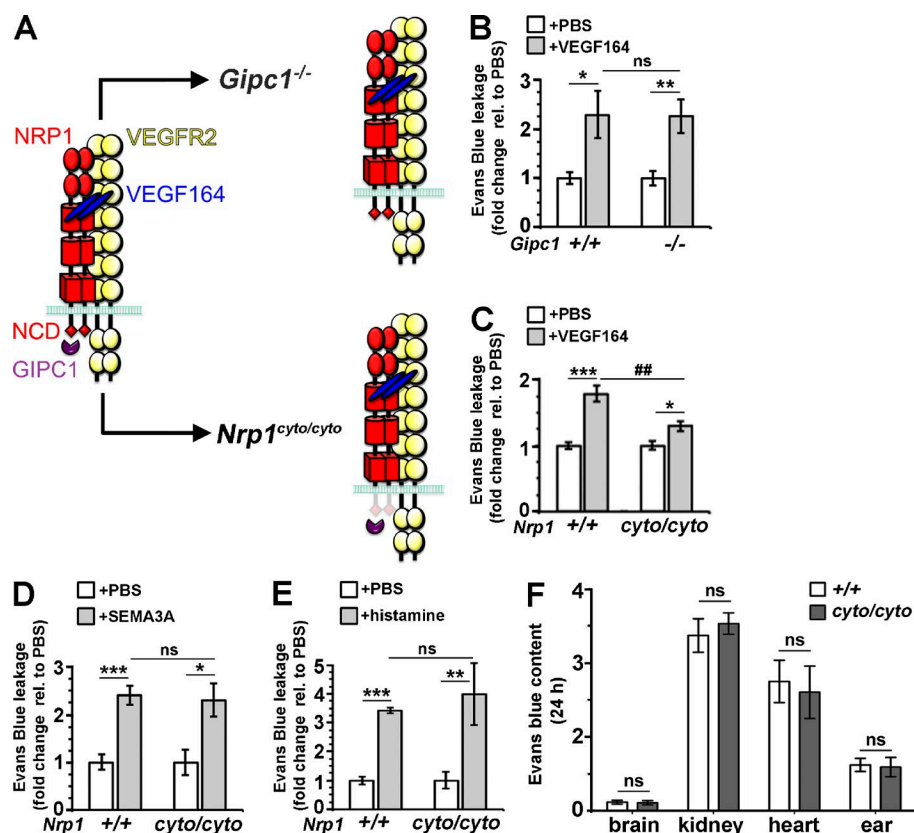 A
Gipc1-/-
NRP1
VEGFR2
VEGF164
NCD
GIPC1
Nrp1cyto/cyto
B
+PBS
+VEGF164
ns
*
**
Evans Blue leakage
(fold change rel. to PBS)
3
2
1
0
Gipc1 +/+ -/-
C
+PBS
+VEGF164
##
***
*
Evans Blue leakage
(fold change rel. to PBS)
2
1
0
Nrp1 +/+ cyto/cyto
D
+PBS
+SEMA3A
ns
***
*
Evans Blue leakage
(fold change rel. to PBS)
3
2
1
0
Nrp1 +/+ cyto/cyto
E
+PBS
+histamine
ns
***
**
Evans Blue leakage
(fold change rel. to PBS)
5
4
3
2
1
0
Nrp1 +/+ cyto/cyto
F
+/+
cyto/cyto
ns
ns
ns
ns
Evans blue content
(24 h)
brain kidney heart ear